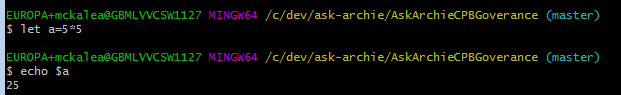 EUROPA+mckalea@GBMLVVCSW1127 MINGW64 /c/dev/ask-archie/AskArchieCPBGoverance (master)
$ let a=5*5
EUROPA+mckalea@GBMLVVCSW1127 MINGW64 /c/dev/ask-archie/AskArchieCPBGoverance (master)
$ echo $a
25